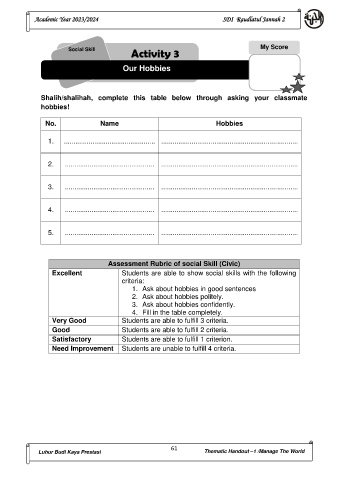 Academic Year 2023/2024
SDI Raudlatul Jannah 2
Social Skill
Activity 3
My Score
Our Hobbies
Shalih/shalihah, complete this table below through asking your classmate
hobbies!
No. Name Hobbies
1. ........................................... .................................................................
2. ........................................... .................................................................
3. ........................................... .................................................................
4. ........................................... .................................................................
5. ........................................... .................................................................
Assessment Rubric of social Skill (Civic)
Excellent Students are able to show social skills with the following
criteria:
1. Ask about hobbies in good sentences
2. Ask about hobbies politely.
3. Ask about hobbies confidently.
4. Fill in the table completely.
Very Good Students are able to fulfill 3 criteria.
Good Students are able to fulfill 2 criteria.
Satisfactory Students are able to fulfill 1 criterion.
Need Improvement Students are unable to fulfill 4 criteria.
Luhur Budi Kaya Prestasi
61
Thematic Handout –1 /Manage The World